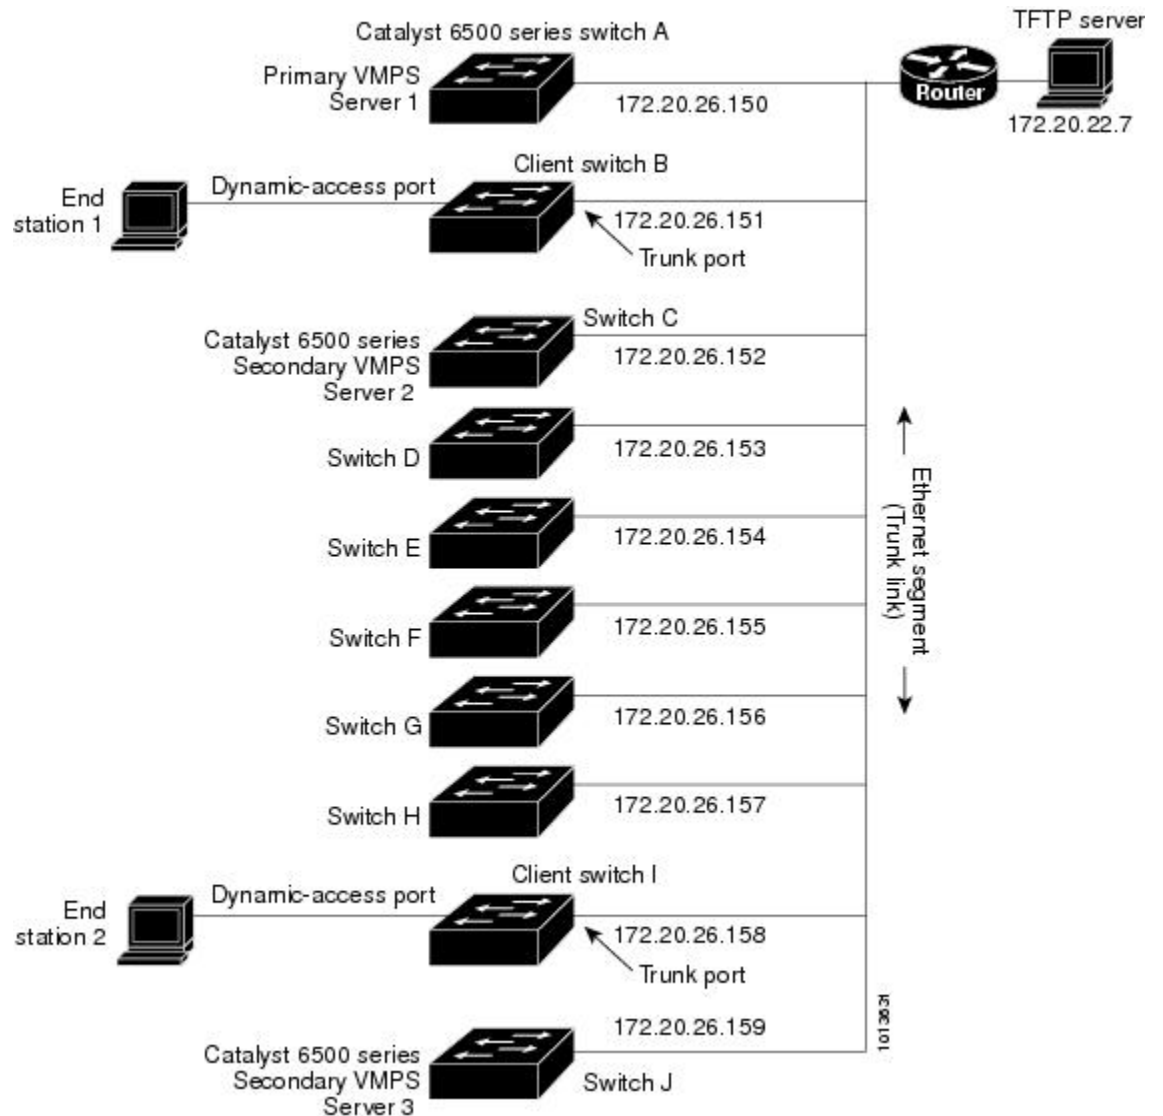 Catalyst 6500 series switch A
TFTP server
Primary VMPS
Server 1
172.20.26.150
Router
172.20.22.7
Client switch B
End
station 1
Dynamic-access port
172.20.26.151
Trunk port
Switch C
Catalyst 6500 series
Secondary VMPS
Server 2
172.20.26.152
Switch D
172.20.26.153
Switch E
172.20.26.154
Ethernet segment
(Trunk link)
Switch F
172.20.26.155
Switch G
172.20.26.156
Switch H
172.20.26.157
Client switch I
End
station 2
Dynamic-access port
172.20.26.158
Trunk port
172.20.26.159
Catalyst 6500 series
Secondary VMPS
Server 3
Switch J